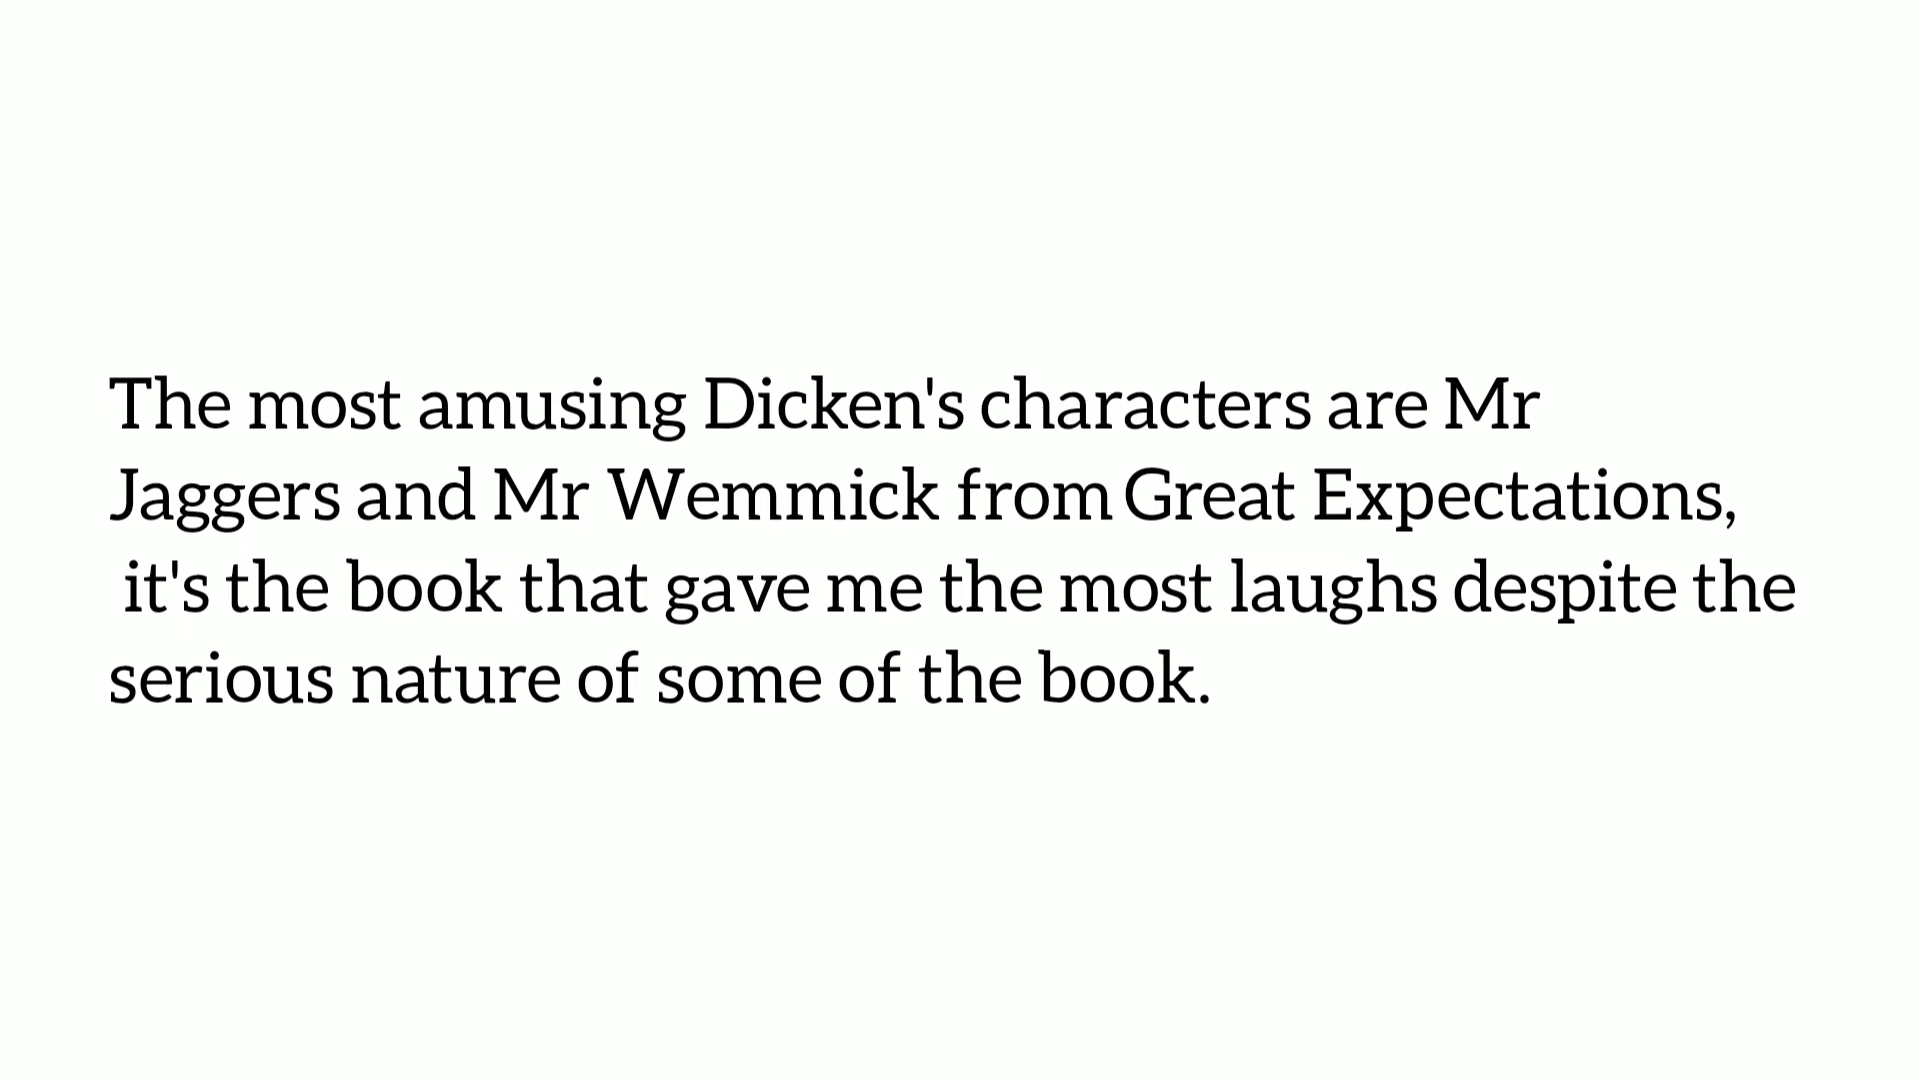 The most amusing Dicken's characters are Mr
Jaggers and Mr Wemmick from Great Expectations,
it's the book that gave me the most laughs despite the
serious nature of some of the book.